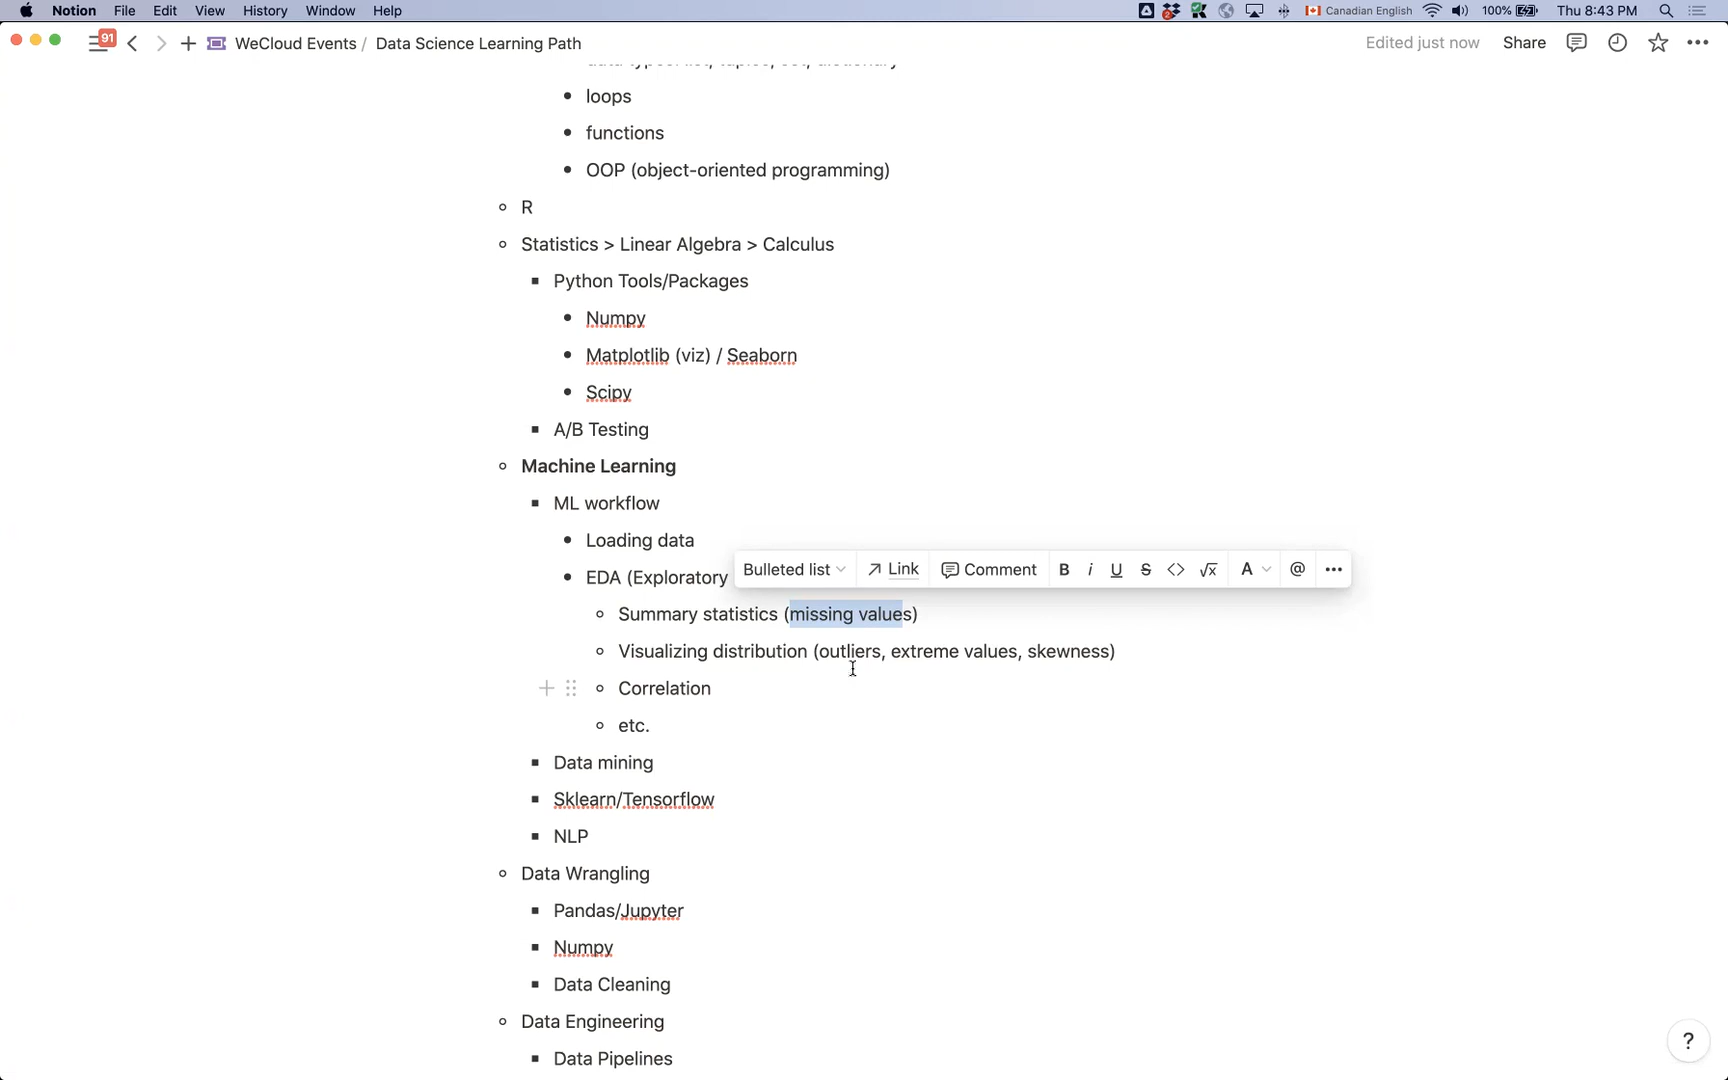 Notion File Edit View History Window Help
2 Canadian English 100% Thu 8:43 PM
91 WeCloud Events / Data Science Learning Path Edited just now Share
loops
functions
OOP (object-oriented programming)
R
Statistics > Linear Algebra > Calculus
Python Tools/Packages
Numpy
Matplotlib (viz) / Seaborn
Scipy
A/B Testing
Machine Learning
ML workflow
Loading data
EDA (Exploratory
Bulleted list Link Comment B i U S <> √x A @ •••
Summary statistics (missing values)
Visualizing distribution (outliers, extreme values, skewness)
Correlation
etc.
Data mining
Sklearn/Tensorflow
NLP
Data Wrangling
Pandas/Jupyter
Numpy
Data Cleaning
Data Engineering
Data Pipelines
?